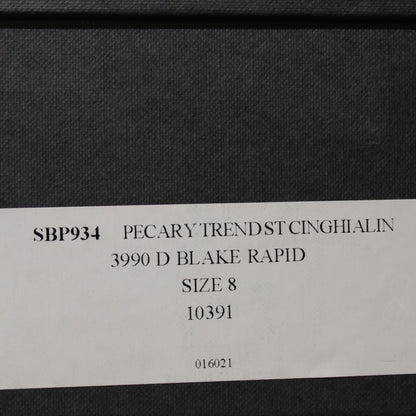 SBP934 PECARY TREND ST CINGHIALIN
3990 D BLAKE RAPID
SIZE 8
10391
016021